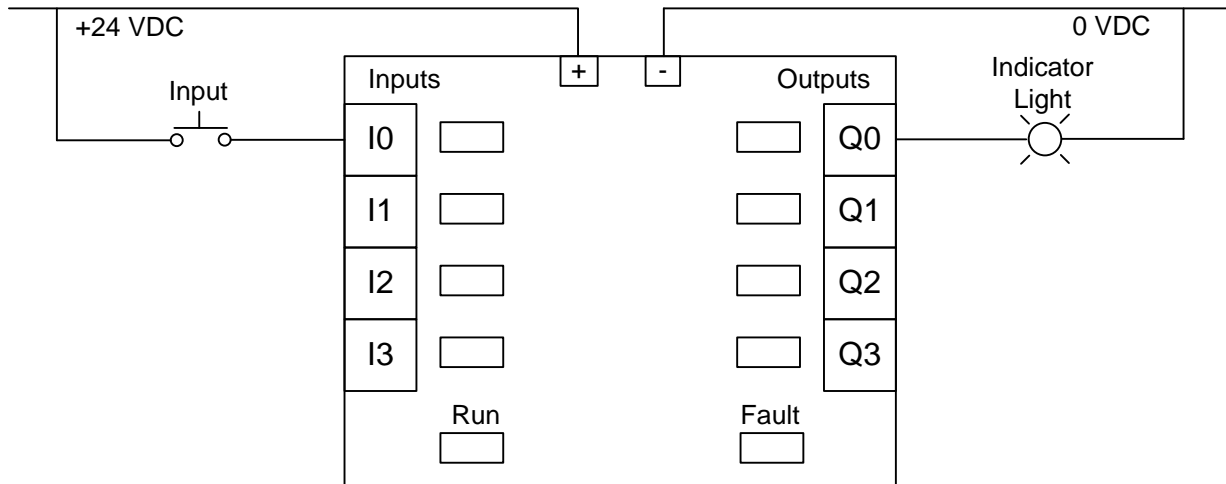 +24 VDC
0 VDC
+
-
Inputs
Outputs
Indicator
Light
Input
I0
Q0
I1
Q1
I2
Q2
I3
Q3
Run
Fault